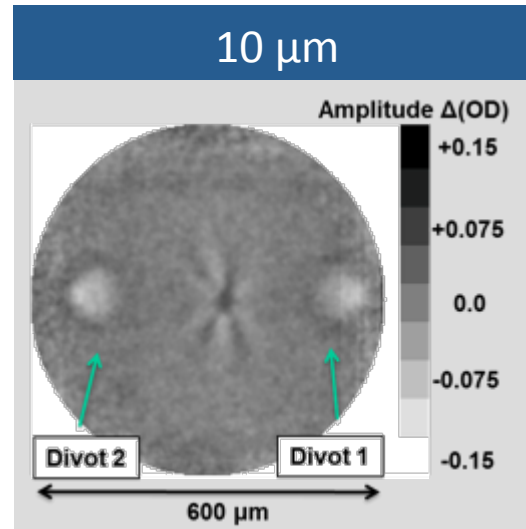 10 µm
Amplitude Δ(OD)
+0.15
+0.075
0.0
-0.075
-0.15
Divot 2
Divot 1
600 µm